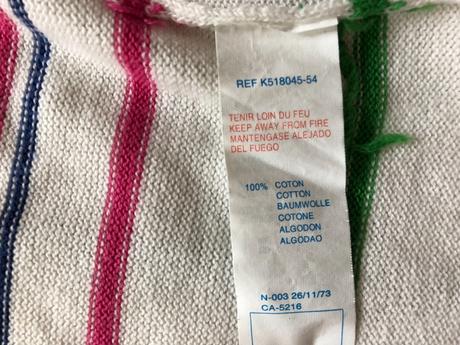 REF K518045-54
TENIR LOIN DU FEU
KEEP AWAY FROM FIRE
MANTENGASE ALEJADO
DEL FUEGO
100% COTON
COTTON
BAUMWOLLE
COTONE
ALGODON
ALGODAO
N-003 26/11/73
CA-5216